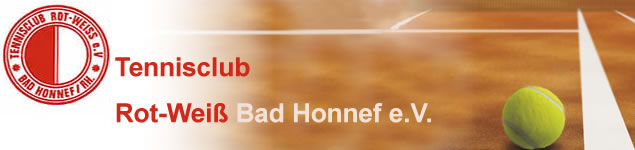 TENNISCLUB ROT-WEISS e.V
BAD HONNEF/RH.
Tennisclub
Rot-Weiß Bad Honnef e.V.